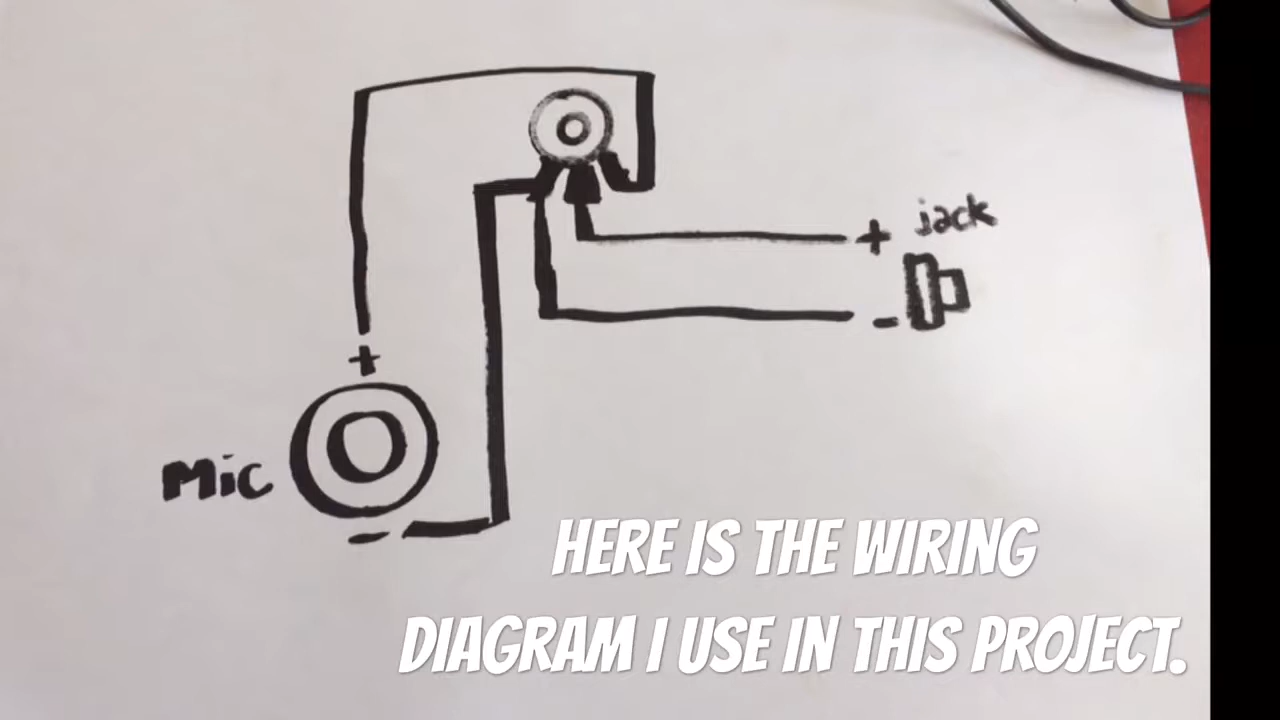 jack
+
-
+
Mic
-
HERE IS THE WIRING
DIAGRAM I USE IN THIS PROJECT.